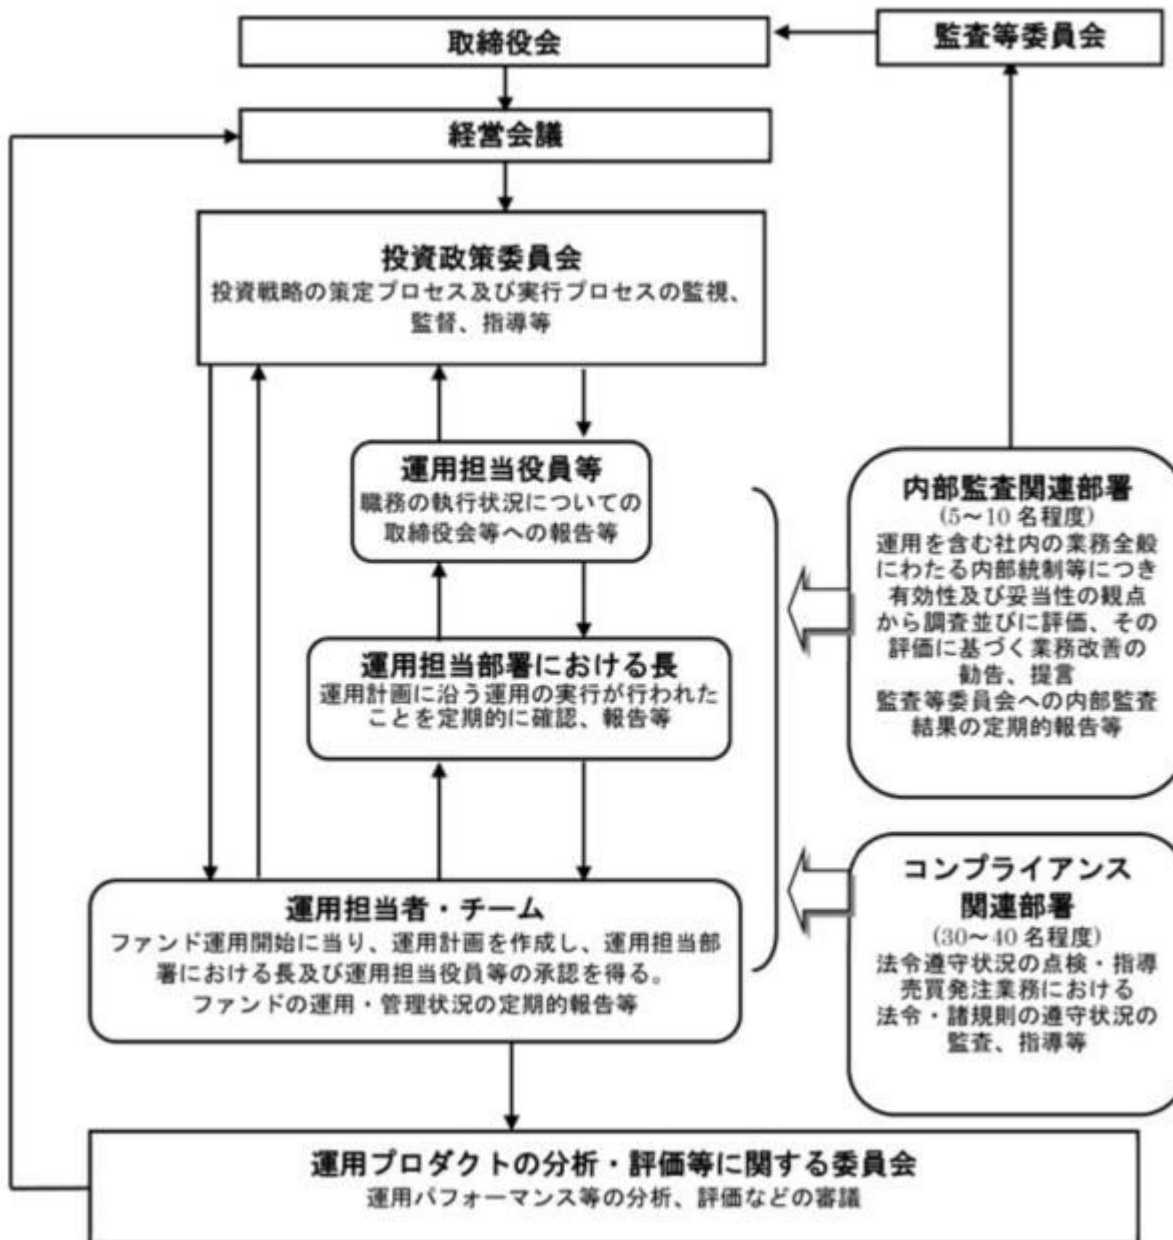 取締役会
監査等委員会
経営会議
投資政策委員会
投資戦略の策定プロセス及び実行プロセスの監視、
監督、指導等
運用担当役員等
職務の執行状況についての
取締役会等への報告等
運用担当部署における長
運用計画に沿う運用の実行が行われた
ことを定期的に確認、報告等
運用担当者・チーム
ファンド運用開始に当り、運用計画を作成し、運用担当部
署における長及び運用担当役員等の承認を得る。
ファンドの運用・管理状況の定期的報告等
内部監査関連部署
(5～10 名程度)
運用を含む社内の業務全般
にわたる内部統制等につき
有効性及び妥当性の観点
から調査並びに評価、その
評価に基づく業務改善の
勧告、提言
監査等委員会への内部監査
結果の定期的報告等
コンプライアンス
関連部署
(30～40 名程度)
法令遵守状況の点検・指導
売買発注業務における
法令・諸規則の遵守状況の
監査、指導等
運用プロダクトの分析・評価等に関する委員会
運用パフォーマンス等の分析、評価などの審議